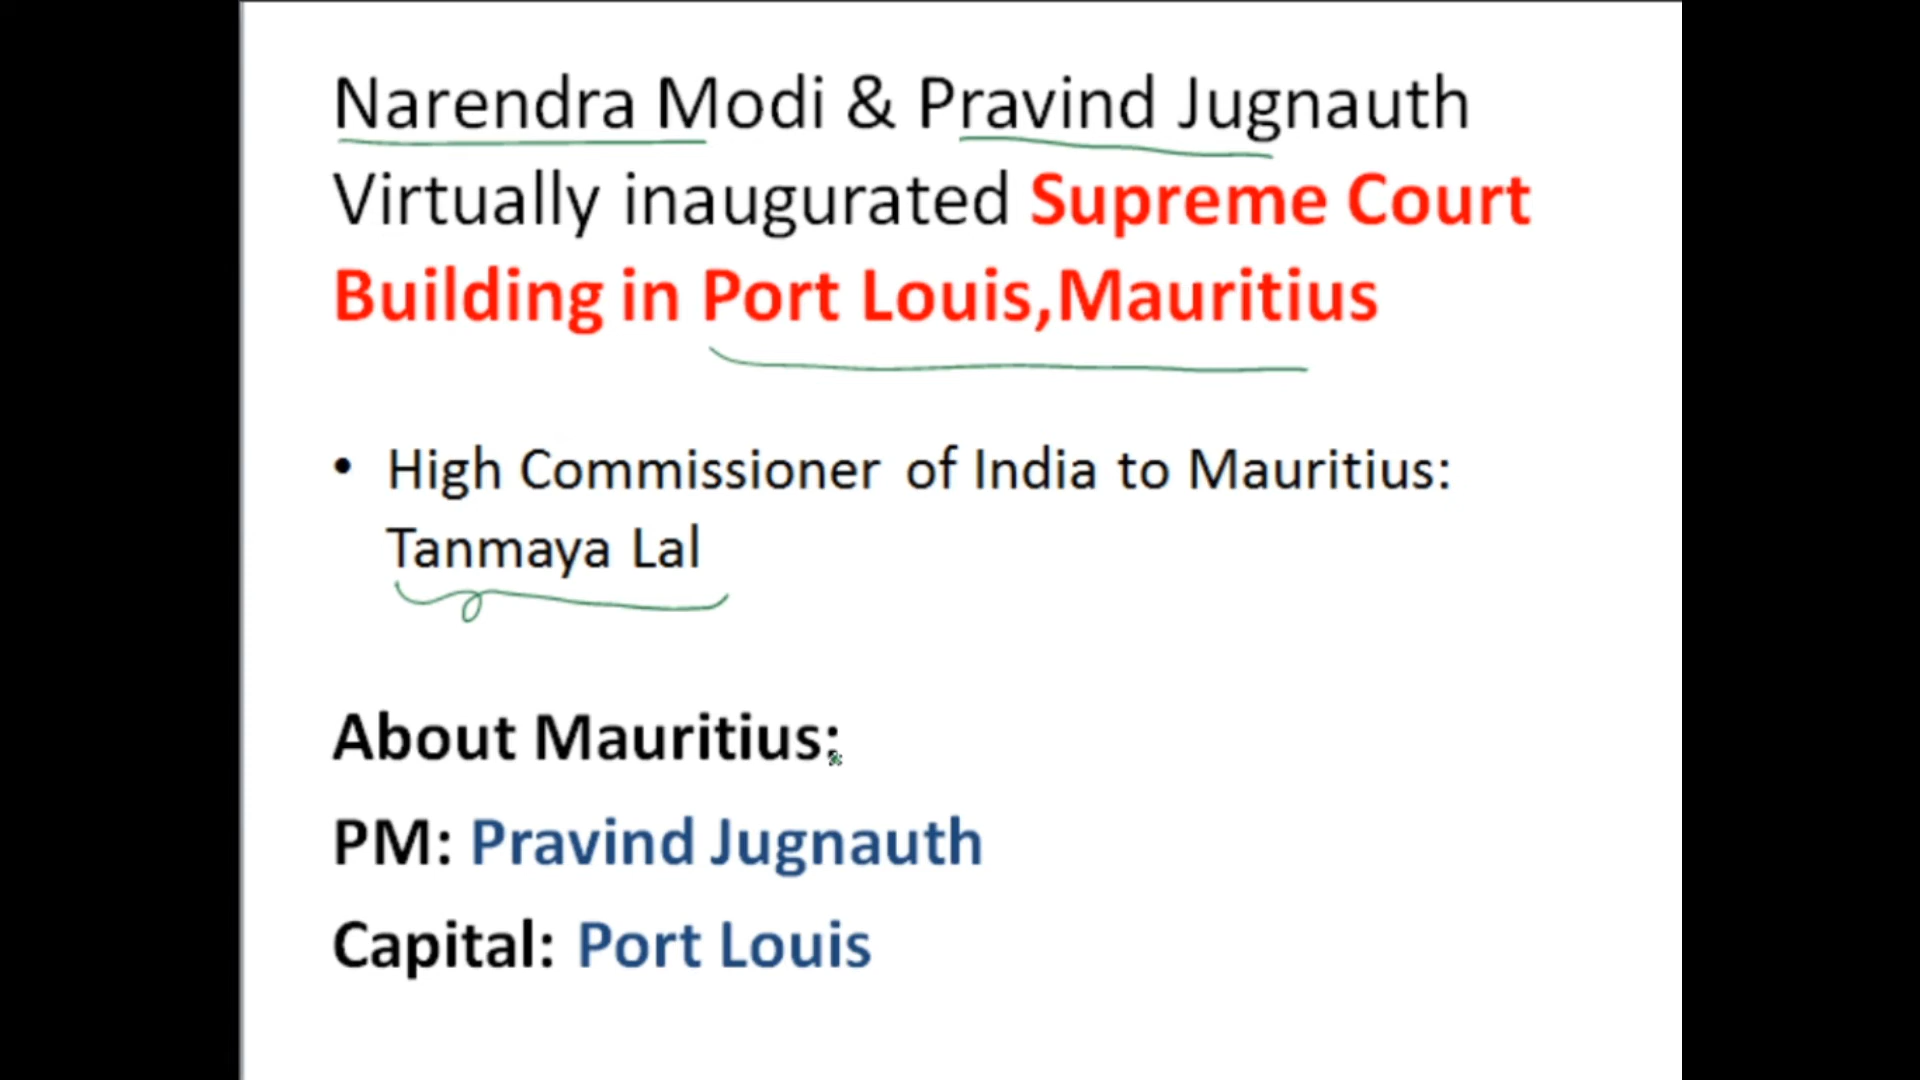 Narendra Modi & Pravind Jugnauth
Virtually inaugurated Supreme Court
Building in Port Louis,Mauritius
• High Commissioner of India to Mauritius:
Tanmaya Lal
About Mauritius:
PM: Pravind Jugnauth
Capital: Port Louis